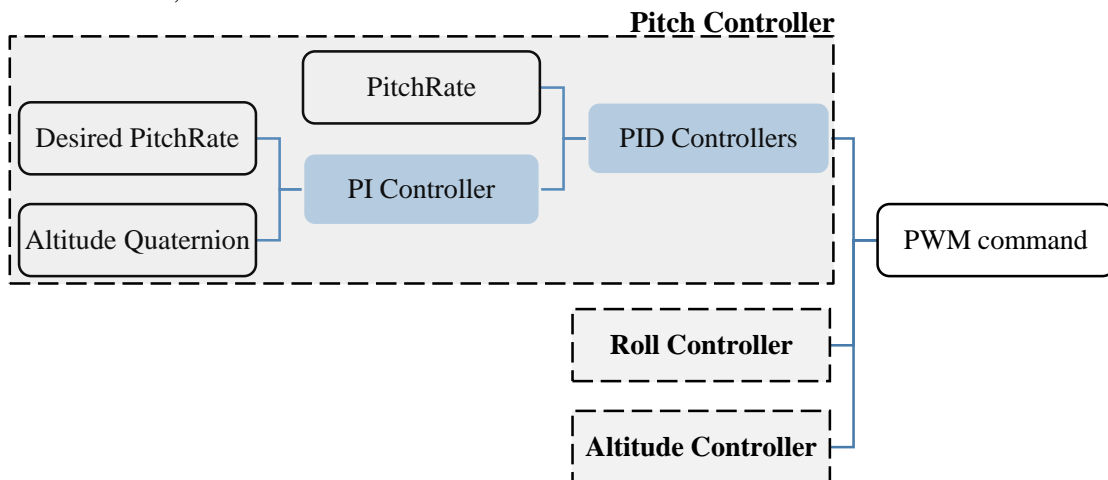 Pitch Controller
PitchRate
Desired PitchRate
PID Controllers
PI Controller
Altitude Quaternion
PWM command
Roll Controller
Altitude Controller